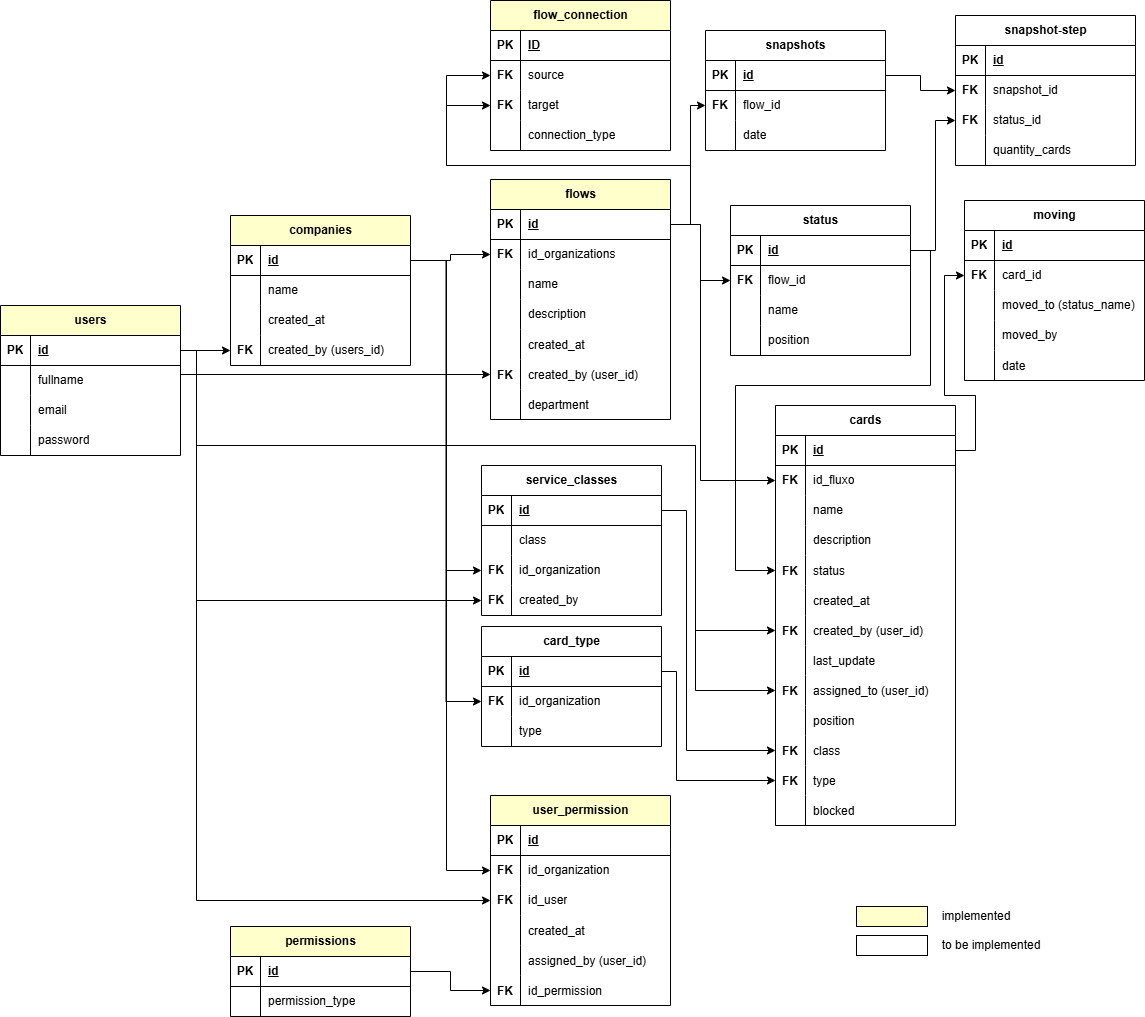 flow_connection
PK ID
FK source
FK target
connection_type
snapshots
PK id
FK flow_id
date
snapshot-step
PK id
FK snapshot_id
FK status_id
quantity_cards
flows
PK id
FK id_organizations
name
description
created_at
FK created_by (user_id)
department
companies
PK id
name
created_at
FK created_by (users_id)
status
PK id
FK flow_id
name
position
moving
PK id
FK card_id
moved_to (status_name)
moved_by
date
users
PK id
fullname
email
password
cards
PK id
FK id_fluxo
name
description
FK status
created_at
FK created_by (user_id)
last_update
FK assigned_to (user_id)
position
FK class
FK type
blocked
service_classes
PK id
class
FK id_organization
FK created_by
card_type
PK id
FK id_organization
type
user_permission
PK id
FK id_organization
FK id_user
created_at
assigned_by (user_id)
FK id_permission
permissions
PK id
permission_type
implemented
to be implemented